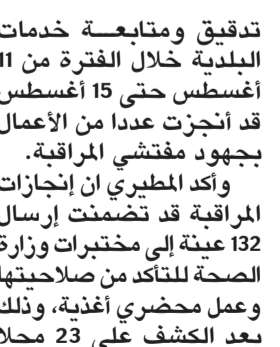 تدقيق ومتابعة خدمات
البلدية خلال الفترة من 11
أغسطس حتى 15 أغسطس
قد أنجزت عددا من الأعمال
بجهود مفتشي المراقبة.
وأكد المطيري ان إنجازات
المراقبة قد تضمنت إرسال
132 عينة إلى مختبرات وزارة
الصحة للتأكد من صلاحيتها
وعمل محضري أغذية، وذلك
بعد الكشف على 23 محلا